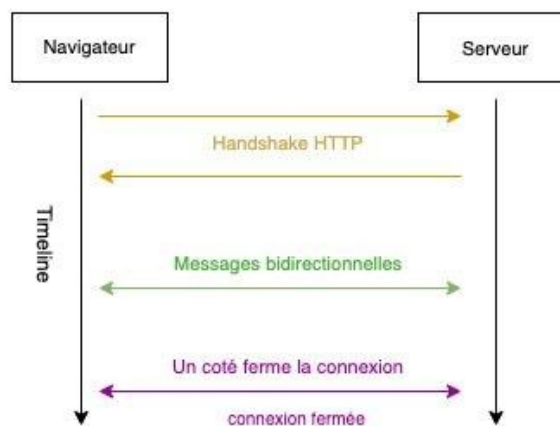 Navigateur
Serveur
Handshake HTTP
Timeline
Messages bidirectionnelles
Un coté ferme la connexion
connexion fermée